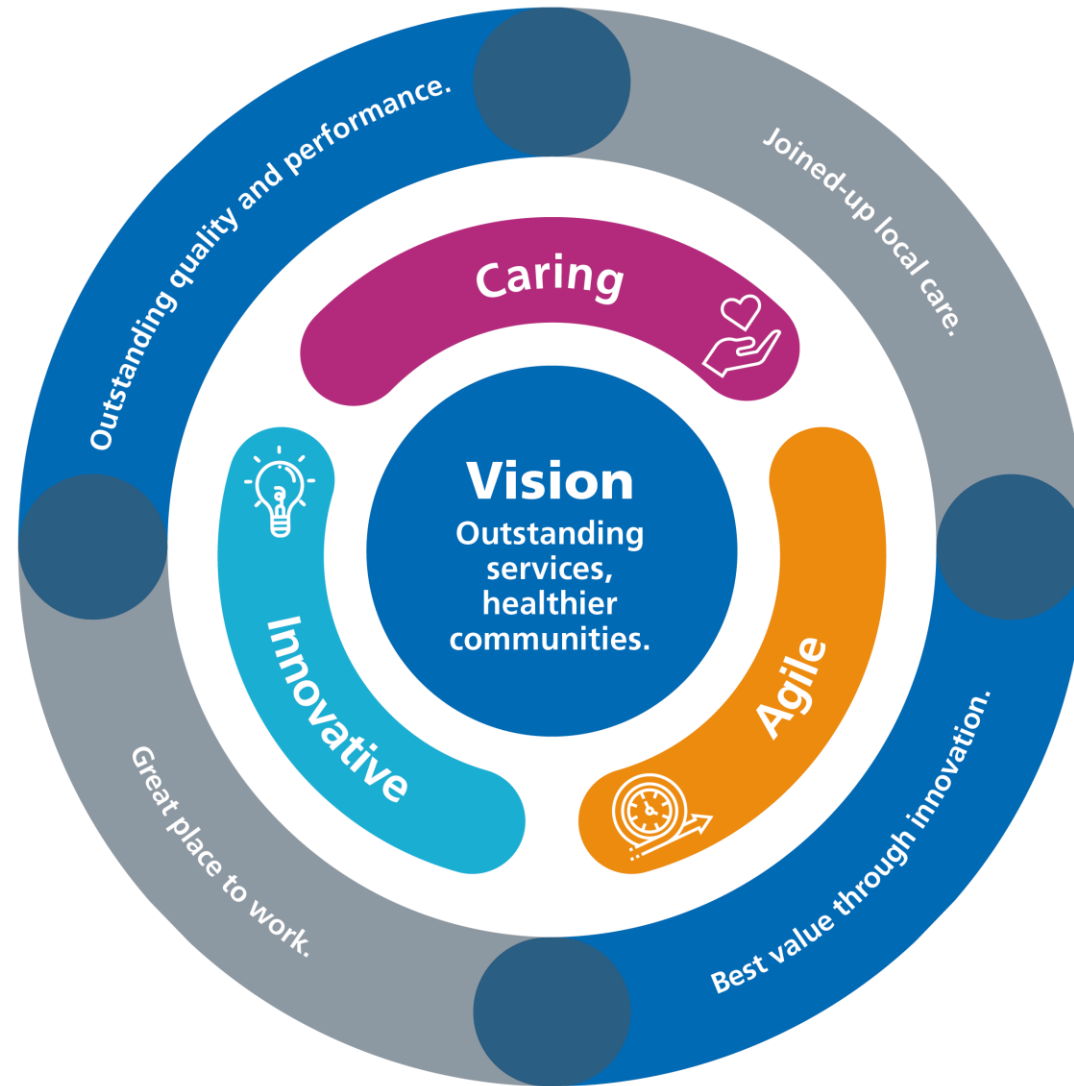 Outstanding quality and performance.
Joined-up local care.
Caring
Vision
Outstanding
services,
healthier
communities.
Innovative
Agile
Great place to work.
Best value through innovation.